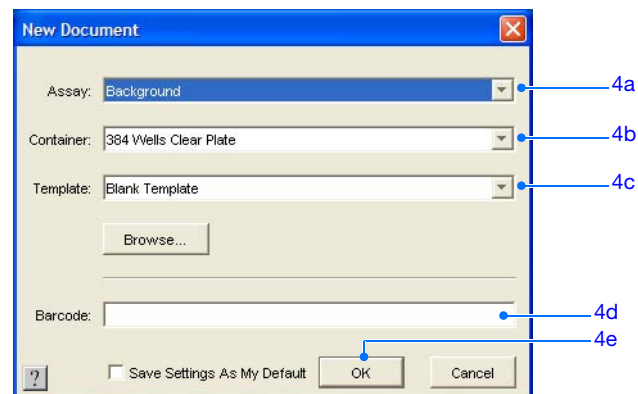 New Document
Assay: Background 4a
Container: 384 Wells Clear Plate 4b
Template: Blank Template 4c
Browse...
Barcode: 4d
4e
? Save Settings As My Default OK Cancel